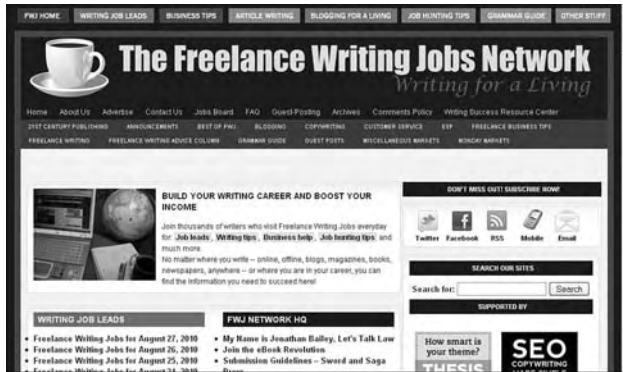 FWJ HOME WRITING JOB LEADS BUSINESS TIPS ARTICLE WRITING BLOGGING FOR A LIVING JOB HUNTING TIPS GRAMMAR GUIDE OTHER STUFF
The Freelance Writing Jobs Network
Writing for a Living
Home About Us Advertise Contact Us Jobs Board FAQ Guest Posting Archives Comments Policy Writing Success Resource Center
21ST CENTURY PUBLISHING ANNOUNCEMENTS BEST OF FWJ BLOGGING COPYWRITING CUSTOMER SERVICE ESP FREELANCE BUSINESS TIPS
FREELANCE WRITING FREELANCE WRITING ADVICE COLUMN GRAMMAR GUIDE GUEST POSTS MISCELLANEOUS MARKETS MONDAY MARKETS
BUILD YOUR WRITING CAREER AND BOOST YOUR
INCOME
Join thousands of writers who visit Freelance Writing Jobs everyday
for: Job leads, Writing tips, Business help, Job hunting tips and
much more.
No matter where you write – online, offline, blogs, magazines, books,
newspapers, anywhere – or where you are in your career, you can
find the information you need to succeed here!
DON'T MISS OUT! SUBSCRIBE NOW!
Twitter Facebook RSS Mobile Email
SEARCH OUR SITES
Search for: Search
SUPPORTED BY
How smart is
your theme?
THESIS
SEO
COPYWRITING
WRITING JOB LEADS
Freelance Writing Jobs for August 27, 2010
Freelance Writing Jobs for August 26, 2010
Freelance Writing Jobs for August 25, 2010
FWJ NETWORK HQ
My Name is Jonathan Bailey, Let's Talk Law
Join the eBook Revolution
Submission Guidelines – Sword and Saga